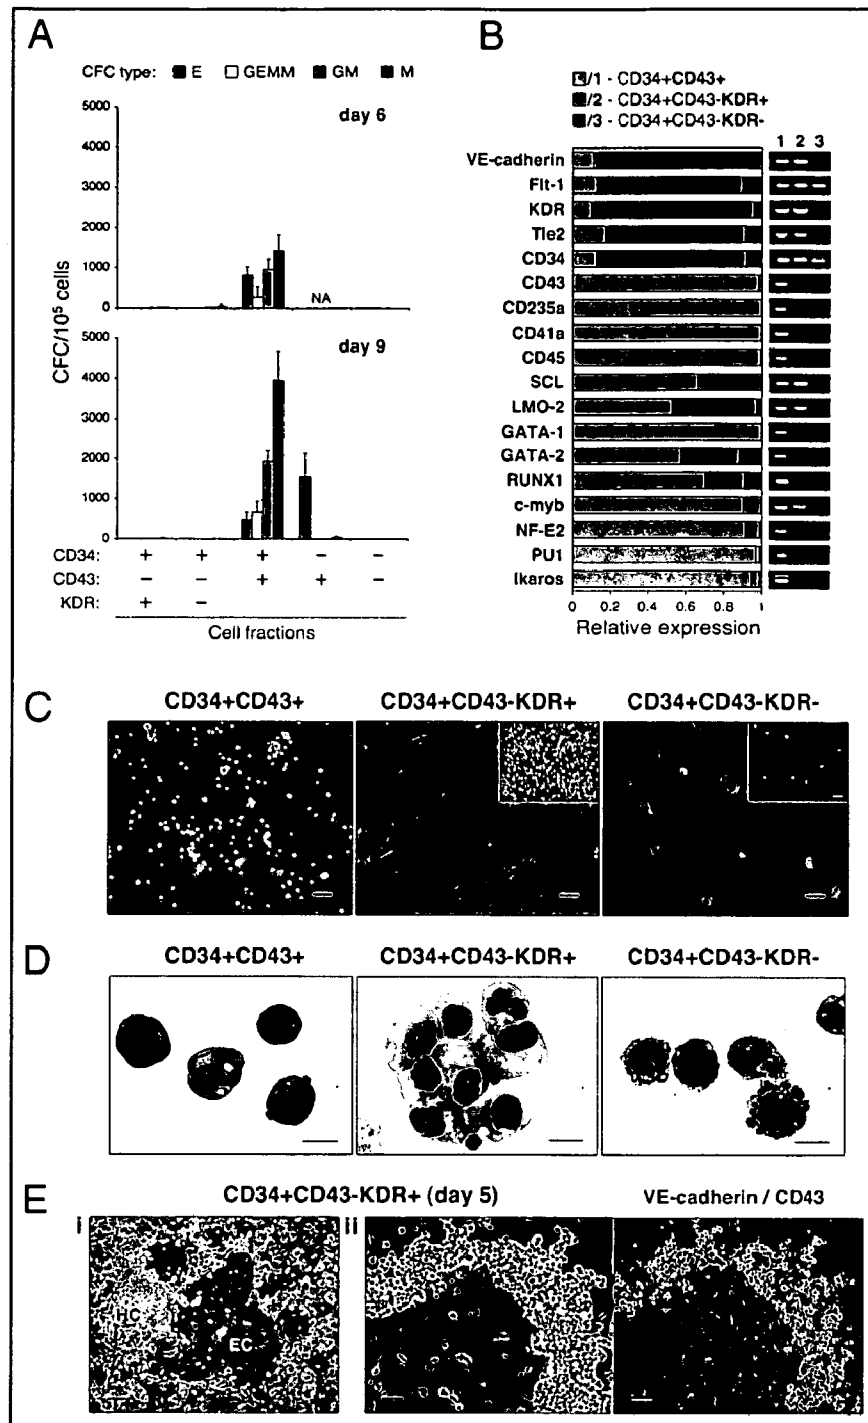 A
CFC type: E GEMM GM M
5000
4000
3000
2000
1000
0
day 6
NA
CFC/10⁵ cells
5000
4000
3000
2000
1000
0
day 9
CD34: + + + - -
CD43: - - + + -
KDR: + -
Cell fractions
B
/1 - CD34+CD43+
/2 - CD34+CD43-KDR+
/3 - CD34+CD43-KDR-
1 2 3
VE-cadherin
Flt-1
KDR
Tie2
CD34
CD43
CD235a
CD41a
CD45
SCL
LMO-2
GATA-1
GATA-2
RUNX1
c-myb
NF-E2
PU1
Ikaros
0 0.2 0.4 0.6 0.8 1
Relative expression
C
CD34+CD43+ CD34+CD43-KDR+ CD34+CD43-KDR-
D
CD34+CD43+ CD34+CD43-KDR+ CD34+CD43-KDR-
E
CD34+CD43-KDR+ (day 5) VE-cadherin / CD43
i
HC
EC
ii